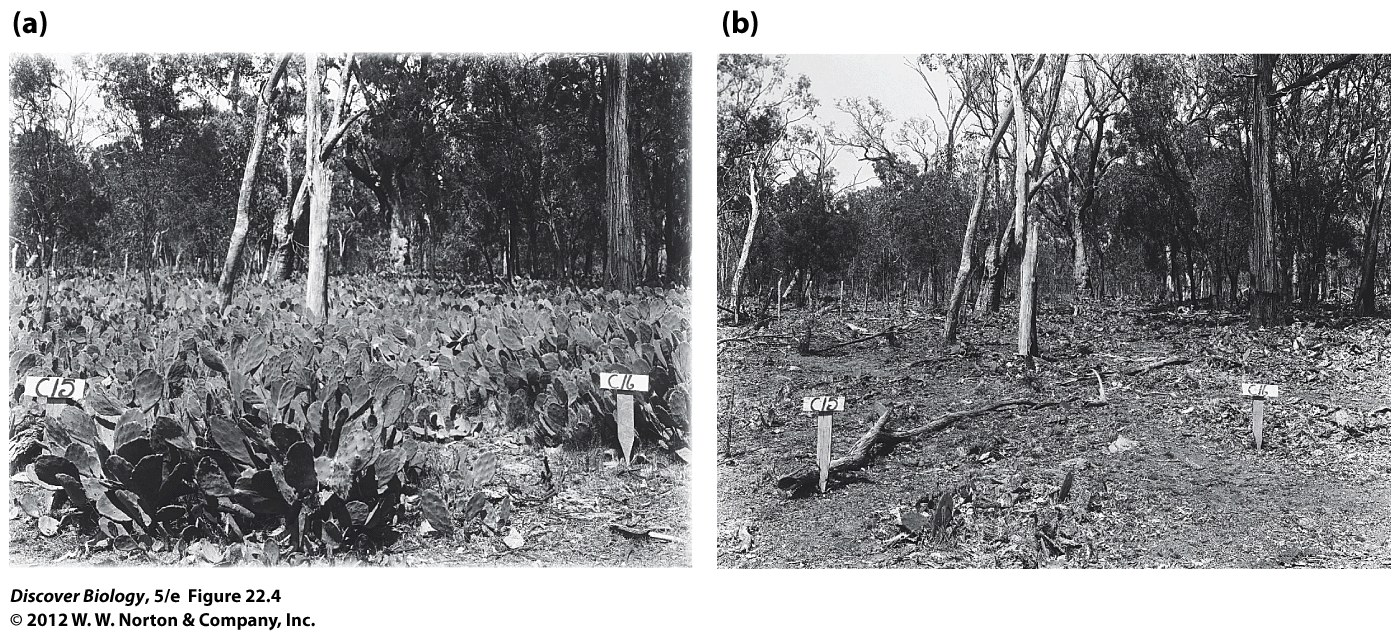 (a)
(b)
C15
C16
C15
C16
Discover Biology, 5/e Figure 22.4
© 2012 W. W. Norton & Company, Inc.